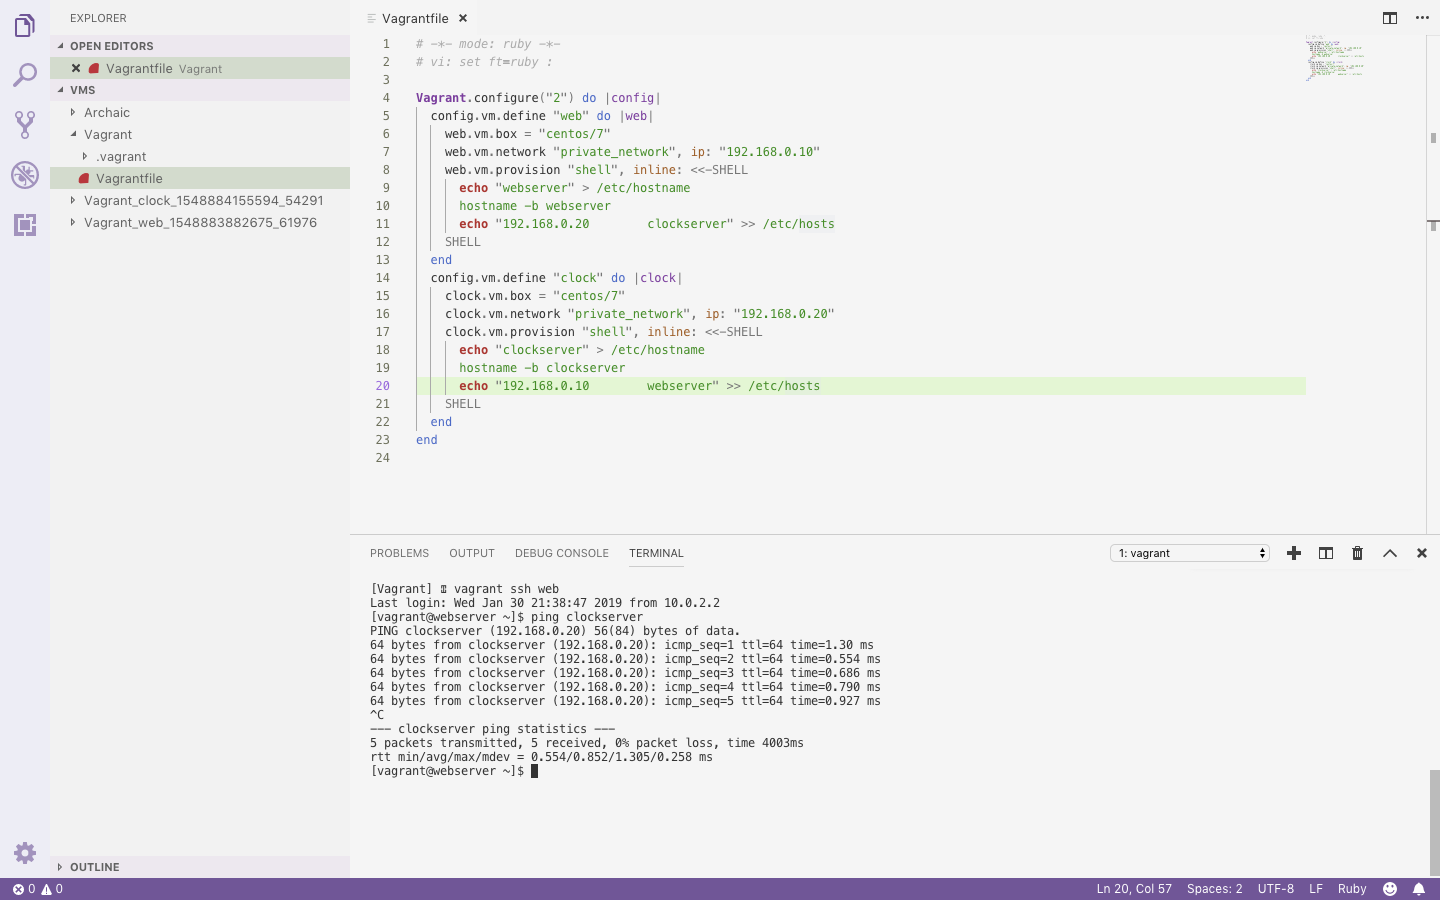 EXPLORER
OPEN EDITORS
Vagrantfile Vagrant
VMS
Archaic
Vagrant
.vagrant
Vagrantfile
Vagrant_clock_1548884155594_54291
Vagrant_web_1548883882675_61976
OUTLINE
Vagrantfile
1 # -*- mode: ruby -*-
2 # vi: set ft=ruby :
3
4 Vagrant.configure("2") do |config|
5   config.vm.define "web" do |web|
6     web.vm.box = "centos/7"
7     web.vm.network "private_network", ip: "192.168.0.10"
8     web.vm.provision "shell", inline: <<-SHELL
9       echo "webserver" > /etc/hostname
10       hostname -b webserver
11       echo "192.168.0.20        clockserver" >> /etc/hosts
12     SHELL
13   end
14   config.vm.define "clock" do |clock|
15     clock.vm.box = "centos/7"
16     clock.vm.network "private_network", ip: "192.168.0.20"
17     clock.vm.provision "shell", inline: <<-SHELL
18       echo "clockserver" > /etc/hostname
19       hostname -b clockserver
20       echo "192.168.0.10        webserver" >> /etc/hosts
21     SHELL
22   end
23 end
24
PROBLEMS OUTPUT DEBUG CONSOLE TERMINAL 1: vagrant
[Vagrant] vagrant ssh web
Last login: Wed Jan 30 21:38:47 2019 from 10.0.2.2
[vagrant@webserver ~]$ ping clockserver
PING clockserver (192.168.0.20) 56(84) bytes of data.
64 bytes from clockserver (192.168.0.20): icmp_seq=1 ttl=64 time=1.30 ms
64 bytes from clockserver (192.168.0.20): icmp_seq=2 ttl=64 time=0.554 ms
64 bytes from clockserver (192.168.0.20): icmp_seq=3 ttl=64 time=0.686 ms
64 bytes from clockserver (192.168.0.20): icmp_seq=4 ttl=64 time=0.790 ms
64 bytes from clockserver (192.168.0.20): icmp_seq=5 ttl=64 time=0.927 ms
^C
--- clockserver ping statistics ---
5 packets transmitted, 5 received, 0% packet loss, time 4003ms
rtt min/avg/max/mdev = 0.554/0.852/1.305/0.258 ms
[vagrant@webserver ~]$
0 0 Ln 20, Col 57 Spaces: 2 UTF-8 LF Ruby